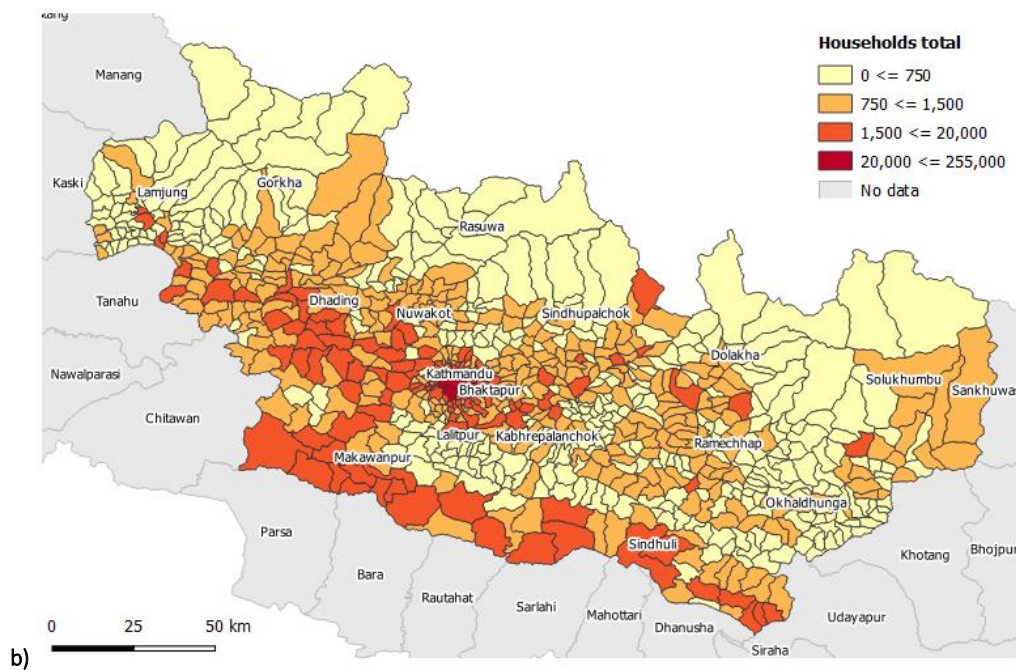 Manang
Households total
0 <= 750
750 <= 1,500
1,500 <= 20,000
20,000 <= 255,000
No data
Kaski
Lamjung
Gorkha
Rasuwa
Tanahu
Dhading
Nuwakot
Sindhupalchok
Dolakha
Nawalparasi
Kathmandu
Bhaktapur
Solukhumbu
Sankhuwas
Chitawan
Lalitpur
Kabhrepalanchok
Ramechhap
Makawanpur
Okhaldhunga
Parsa
Sindhuli
Khotang
Bhojpur
Bara
Rautahat
Sarlahi
Mahottari
Dhanusha
Udayapur
Siraha
0 25 50 km
b)